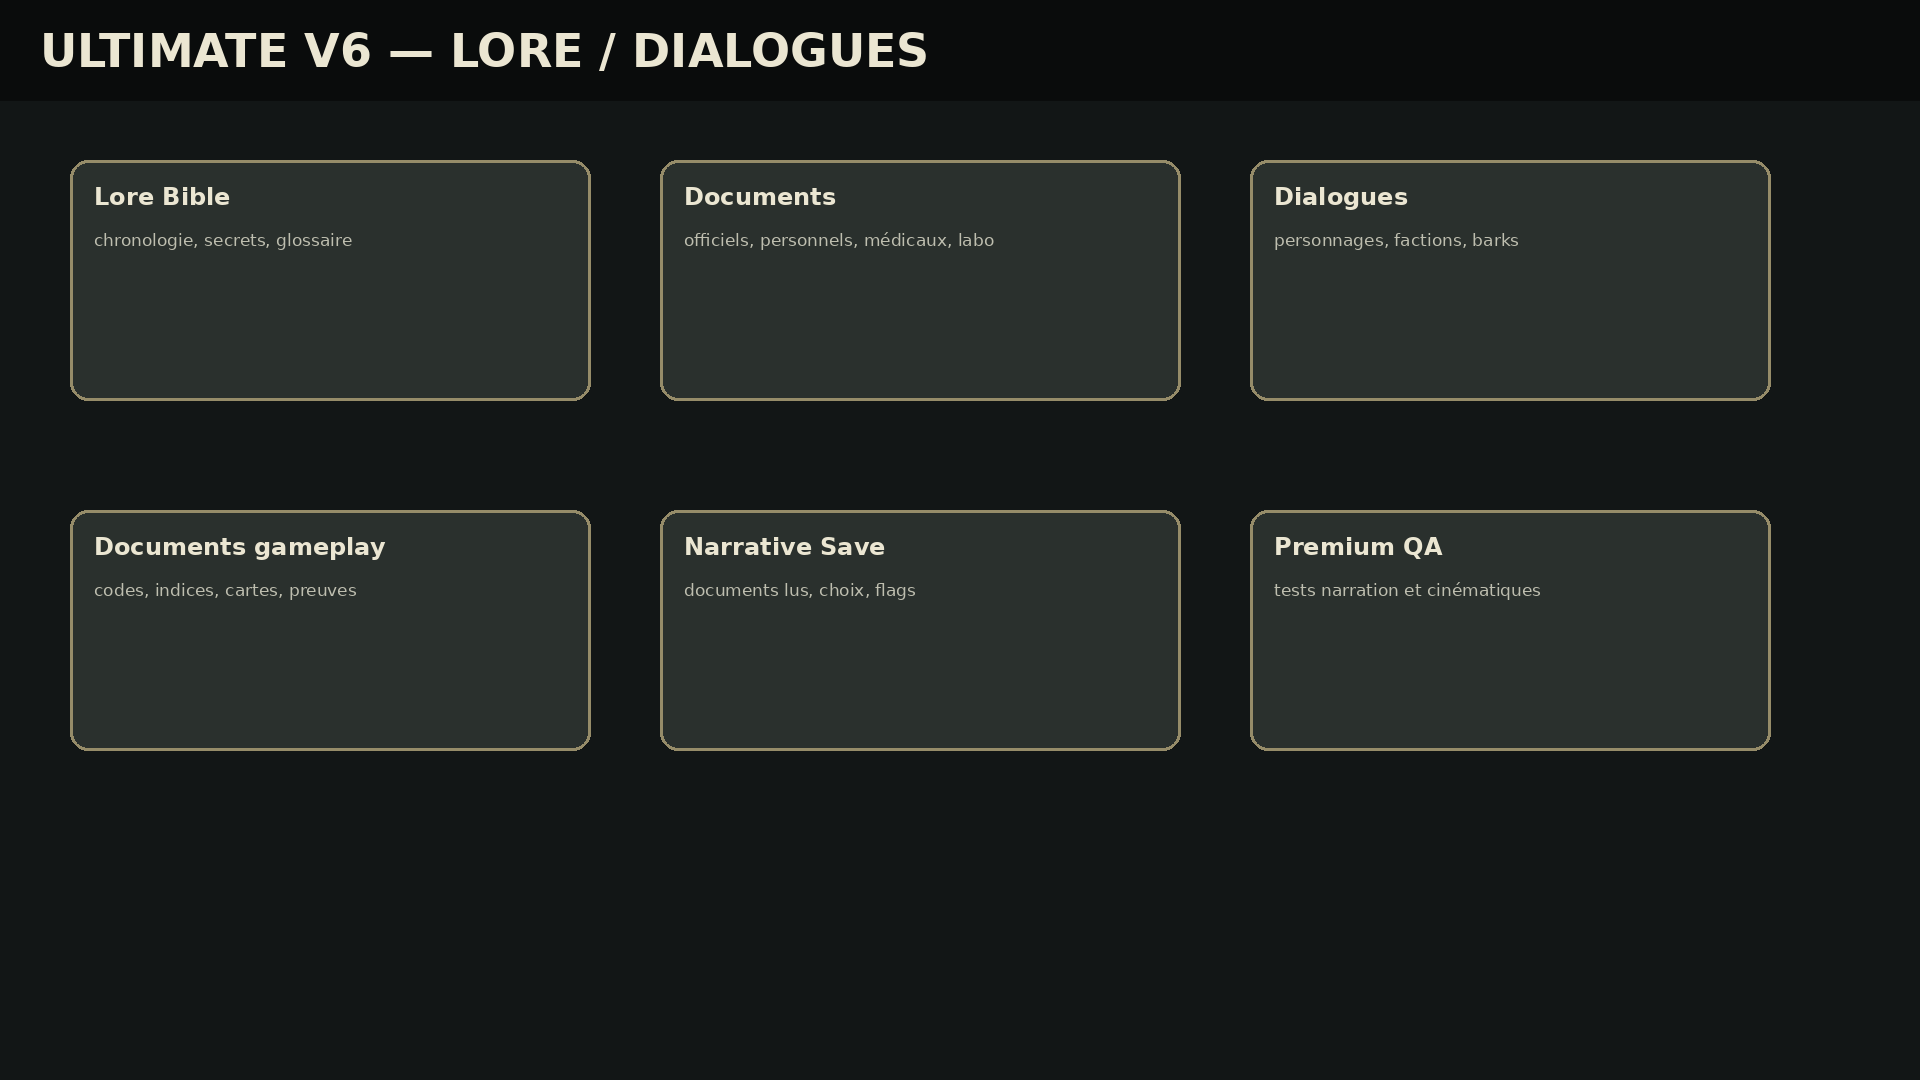 ULTIMATE V6 — LORE / DIALOGUES
Lore Bible
chronologie, secrets, glossaire
Documents
officiels, personnels, médicaux, labo
Dialogues
personnages, factions, barks
Documents gameplay
codes, indices, cartes, preuves
Narrative Save
documents lus, choix, flags
Premium QA
tests narration et cinématiques